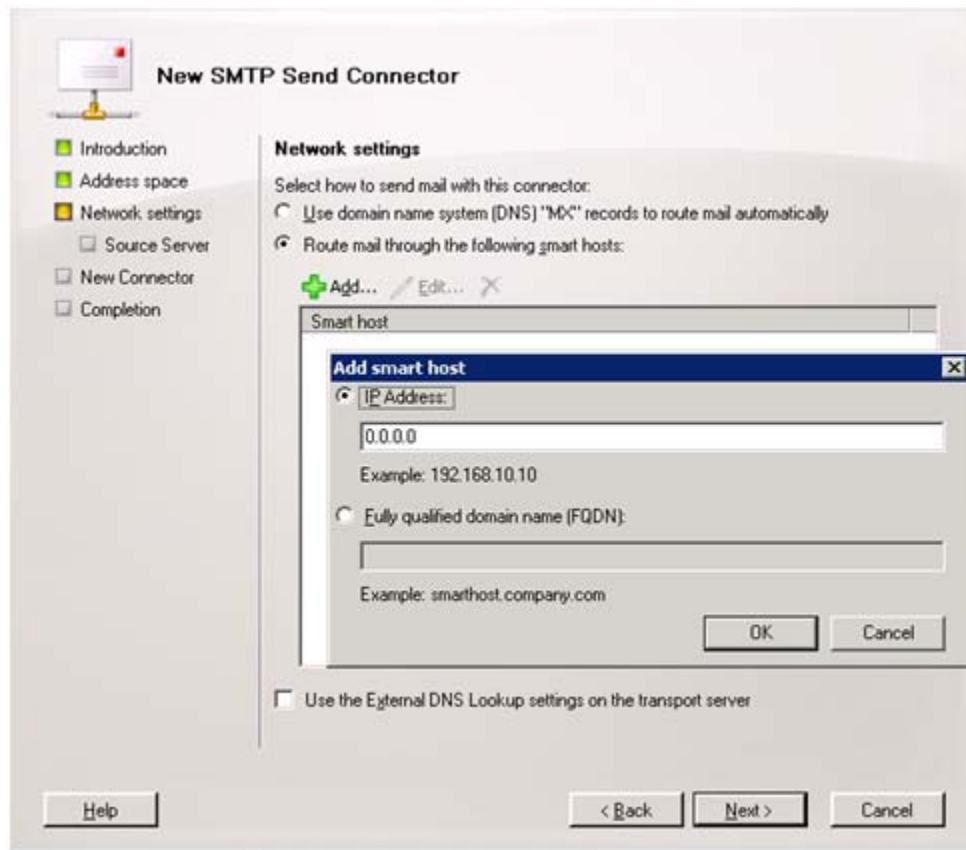 New SMTP Send Connector
Introduction
Address space
Network settings
Source Server
New Connector
Completion
Network settings
Select how to send mail with this connector:
Use domain name system (DNS) "MX" records to route mail automatically
Route mail through the following smart hosts:
Add... Edit...
Smart host
Add smart host
IP Address:
0.0.0.0
Example: 192.168.10.10
Fully qualified domain name (FQDN):
Example: smarthost.company.com
OK Cancel
Use the External DNS Lookup settings on the transport server
Help < Back Next > Cancel